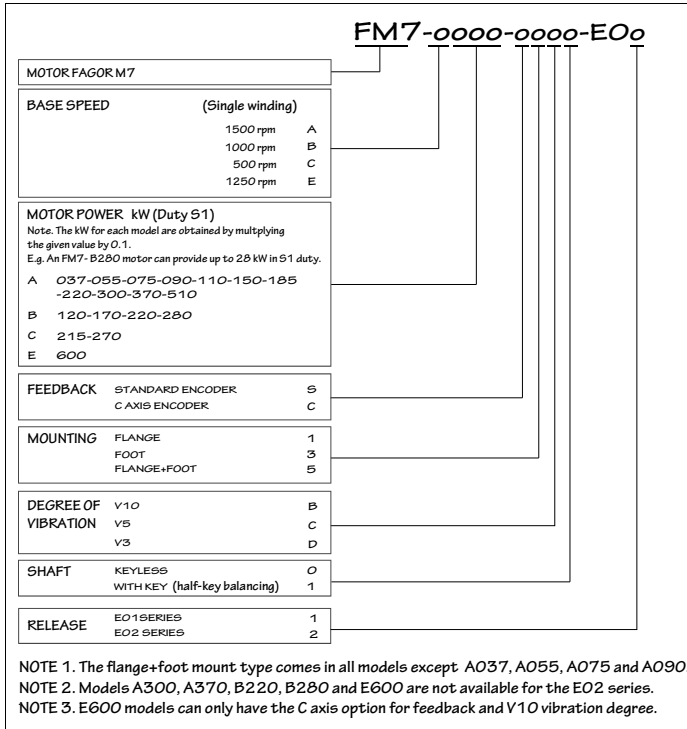 FM7-oooo-oooo-E0o
MOTOR FAGOR M7
BASE SPEED (Single winding)
1500 rpm A
1000 rpm B
500 rpm C
1250 rpm E
MOTOR POWER kW (Duty S1)
Note. The kW for each model are obtained by multplying
the given value by 0.1.
E.g. An FM7- B280 motor can provide up to 28 kW in S1 duty.
A 037-055-075-090-110-150-185
-220-300-370-510
B 120-170-220-280
C 215-270
E 600
FEEDBACK STANDARD ENCODER S
C AXIS ENCODER C
MOUNTING FLANGE 1
FOOT 3
FLANGE+FOOT 5
DEGREE OF V10 B
VIBRATION V5 C
V3 D
SHAFT KEYLESS 0
WITH KEY (half-key balancing) 1
RELEASE E01SERIES 1
E02 SERIES 2
NOTE 1. The flange+foot mount type comes in all models except A037, A055, A075 and A090.
NOTE 2. Models A300, A370, B220, B280 and E600 are not available for the E02 series.
NOTE 3. E600 models can only have the C axis option for feedback and V10 vibration degree.